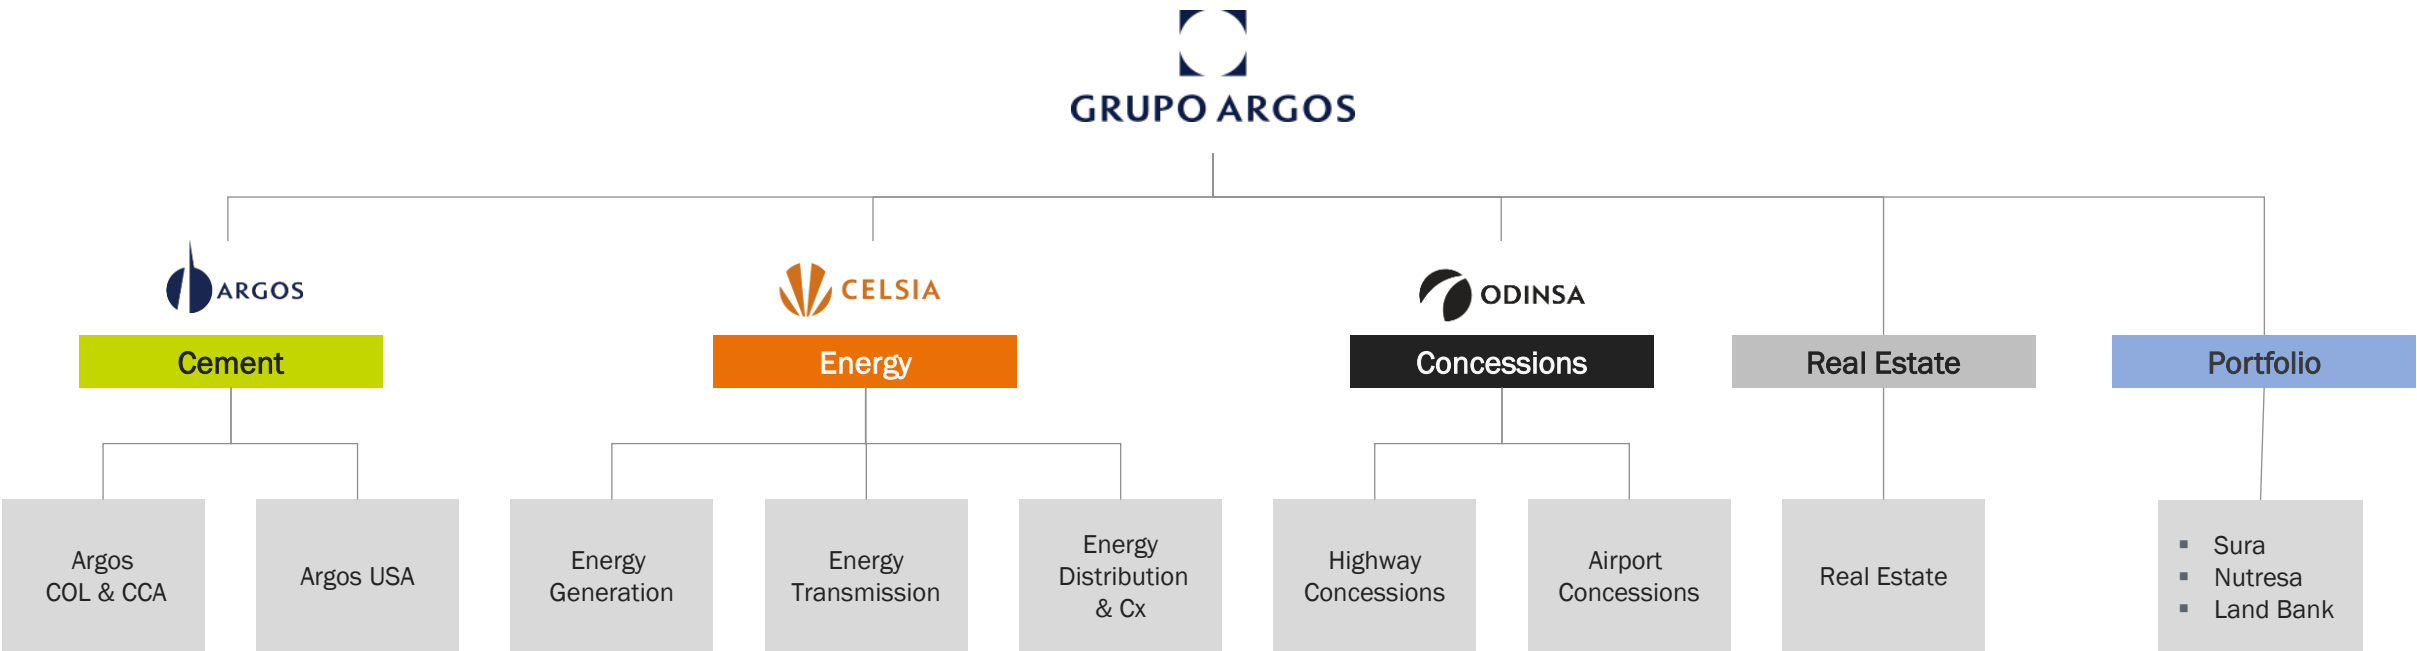 GRUPO ARGOS
ARGOS
CELSIA
ODINSA
Cement
Energy
Concessions
Real Estate
Portfolio
Argos
COL & CCA
Argos USA
Energy
Generation
Energy
Transmission
Energy
Distribution
& Cx
Highway
Concessions
Airport
Concessions
Real Estate
▪ Sura
▪ Nutresa
▪ Land Bank